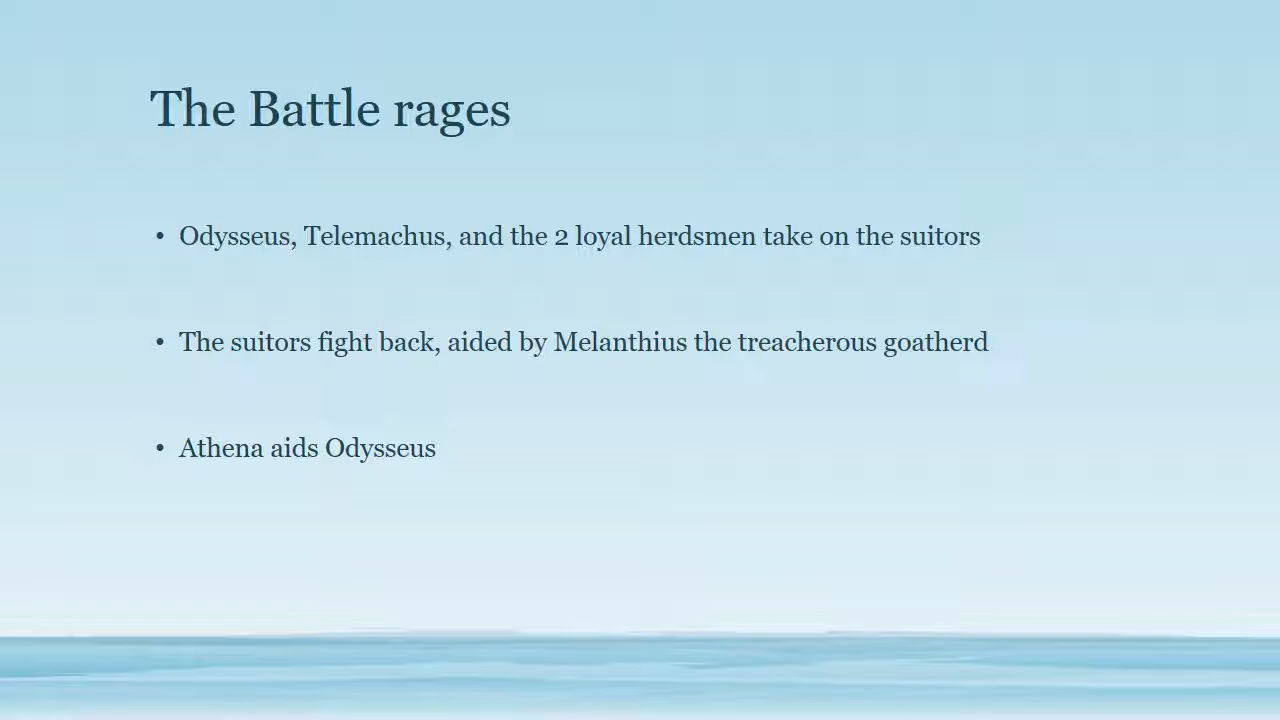 The Battle rages
• Odysseus, Telemachus, and the 2 loyal herdsmen take on the suitors
• The suitors fight back, aided by Melanthius the treacherous goatherd
• Athena aids Odysseus